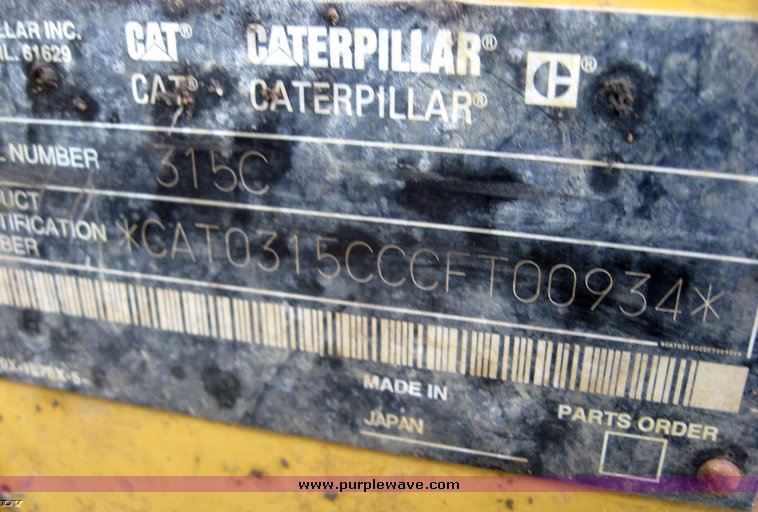 LLAR INC.
IL. 61629
CAT® CATERPILLAR® C®
CAT® CATERPILLAR®
L NUMBER 315C
UCT
TIFICATION
BER
*CAT0315CCCFT00934*
MADE IN
JAPAN
PARTS ORDER
www.purplewave.com